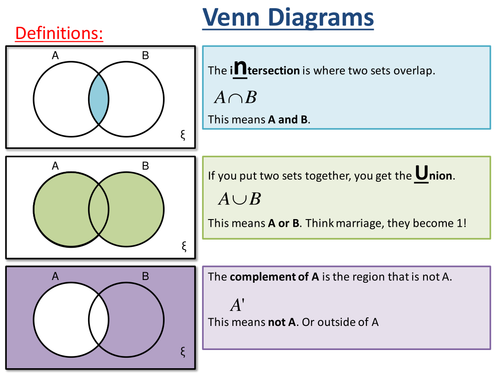 Venn Diagrams
Definitions:
A B
ξ
The intersection is where two sets overlap.
A∩B
This means A and B.
A B
ξ
If you put two sets together, you get the Union.
A∪B
This means A or B. Think marriage, they become 1!
A B
ξ
The complement of A is the region that is not A.
A'
This means not A. Or outside of A